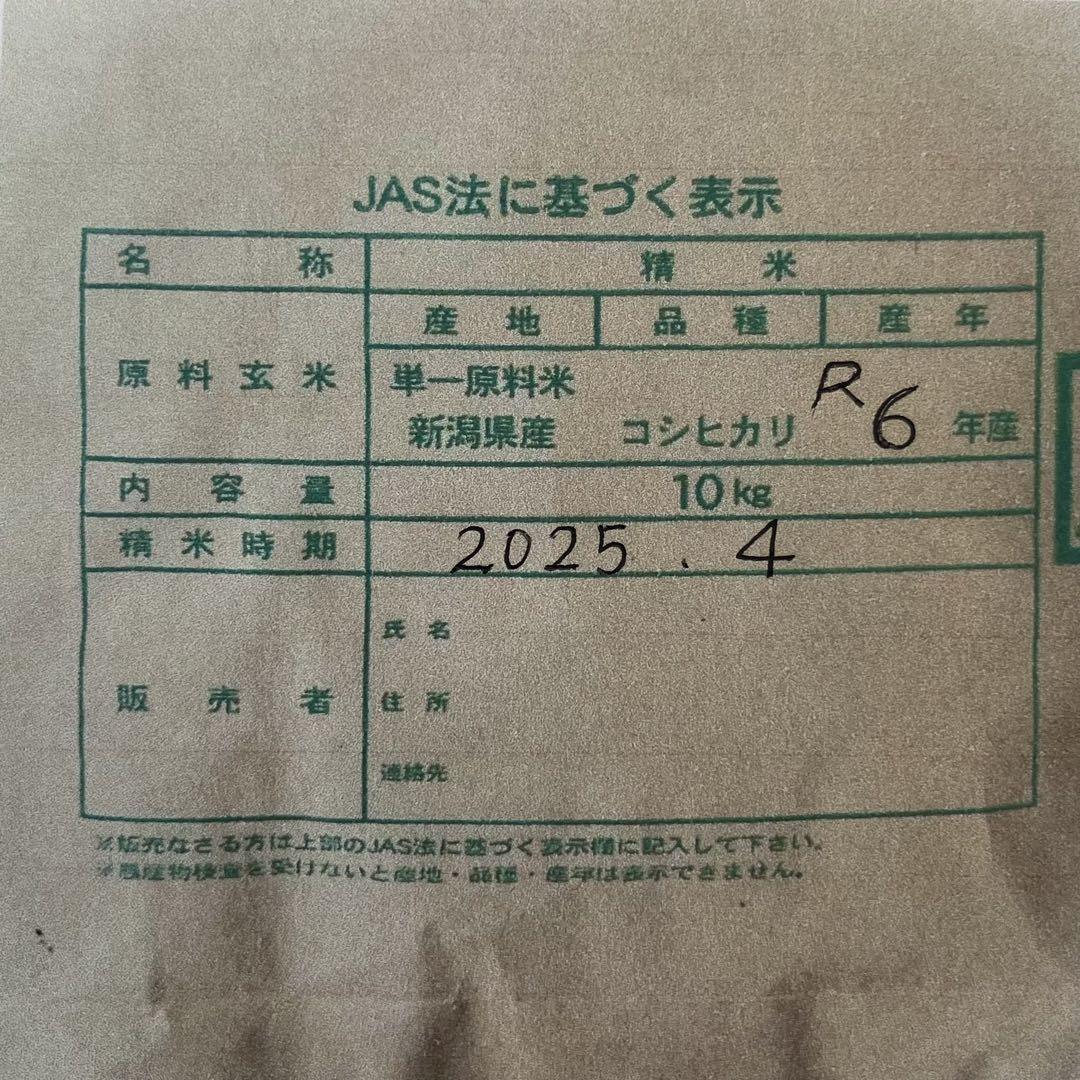 JAS法に基づく表示
名称 精米
産地 品種 産年
原料玄米 単一原料米
新潟県産 コシヒカリ R6年産
内容量 10kg
精米時期 2025.4
氏名
販売者 住所
連絡先
※販売なさる方は上部のJAS法に基づく表示欄に記入して下さい。
※農産物検査を受けないと産地・品種・産年は表示できません。